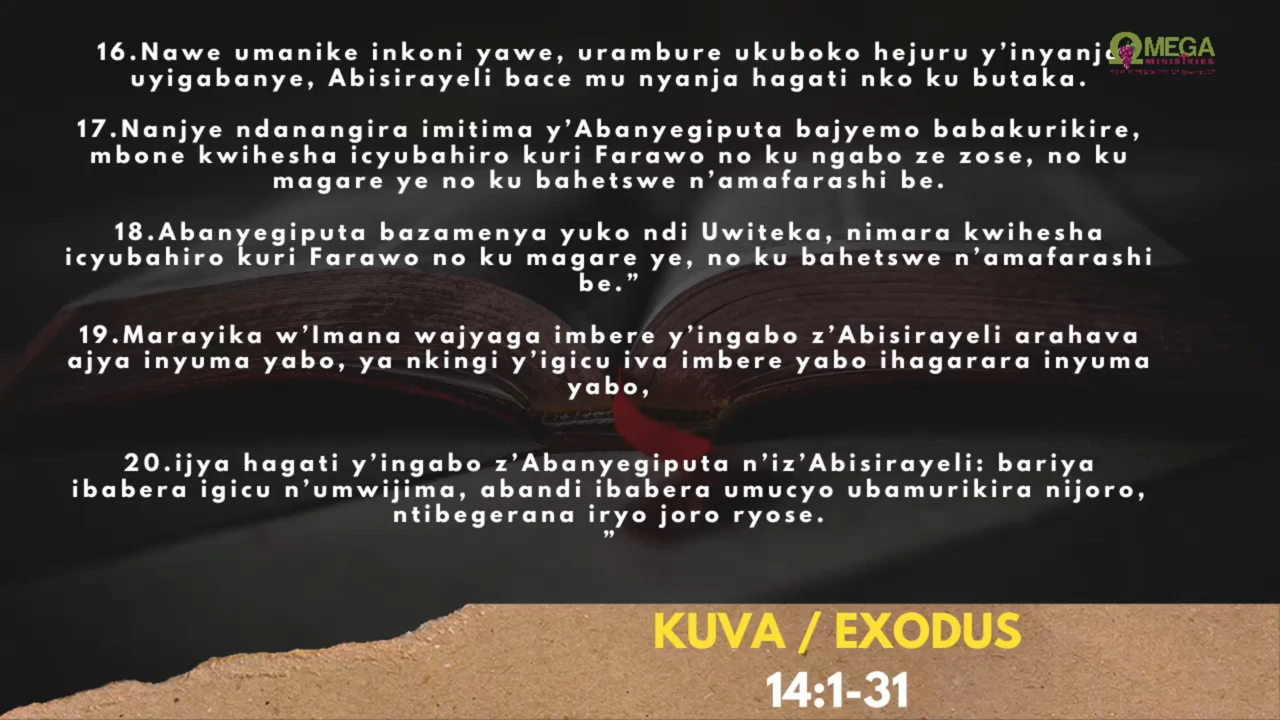 16.Nawe umanike inkoni yawe, urambure ukuboko hejuru y’inyanja
uyigabanye, Abisirayeli bace mu nyanja hagati nko ku butaka.
17.Nanjye ndanangira imitima y’Abanyegiputa bajyemo babakurikire,
mbone kwihesha icyubahiro kuri Farawo no ku ngabo ze zose, no ku
magare ye no ku bahetswe n’amafarashi be.
18.Abanyegiputa bazamenya yuko ndi Uwiteka, nimara kwihesha
icyubahiro kuri Farawo no ku magare ye, no ku bahetswe n’amafarashi
be.”
19.Marayika w’Imana wajyaga imbere y’ingabo z’Abisirayeli arahava
ajya inyuma yabo, ya nkingi y’igicu iva imbere yabo ihagarara inyuma
yabo,
20.ijya hagati y’ingabo z’Abanyegiputa n’iz’Abisirayeli: bariya
ibabera igicu n’umwijima, abandi ibabera umucyo ubamurikira nijoro,
ntibegerana iryo joro ryose.
”
OMEGA
MINISTRIES
KUVA / EXODUS
14:1-31